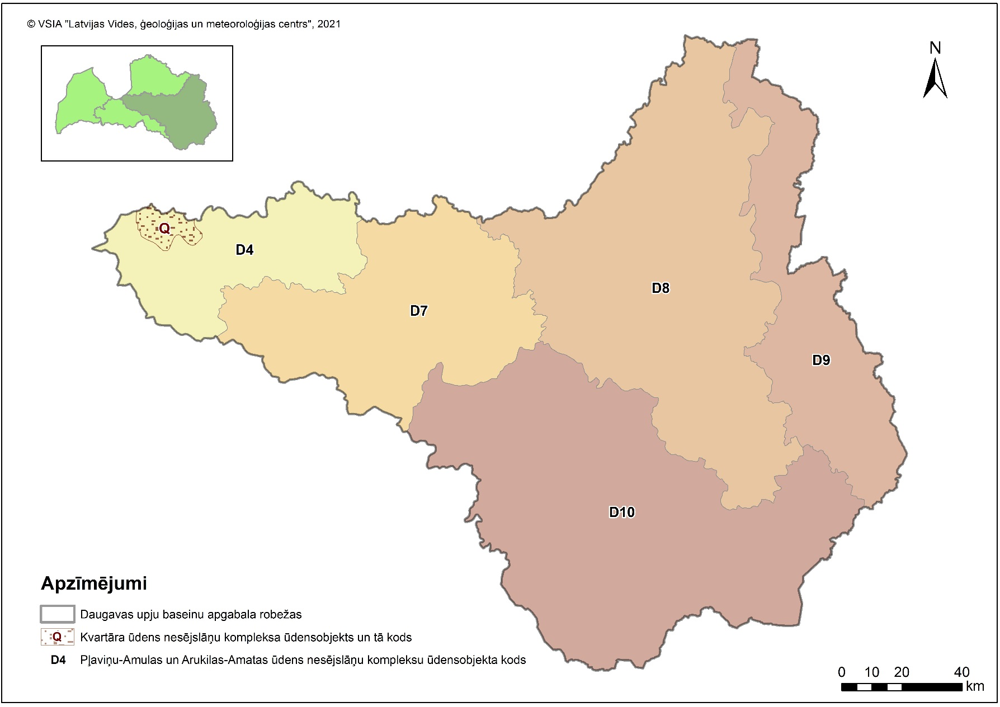 © VSIA "Latvijas Vides, ģeoloģijas un meteoroloģijas centrs", 2021
N
Q
D4
D8
D7
D9
D10
Apzīmējumi
Daugavas upju baseinu apgabala robežas
Q Kvartāra ūdens nesējslāņu kompleksa ūdensobjekts un tā kods
D4 Pļaviņu-Amulas un Arukilas-Amatas ūdens nesējslāņu kompleksu ūdensobjekta kods
0 10 20 40
km